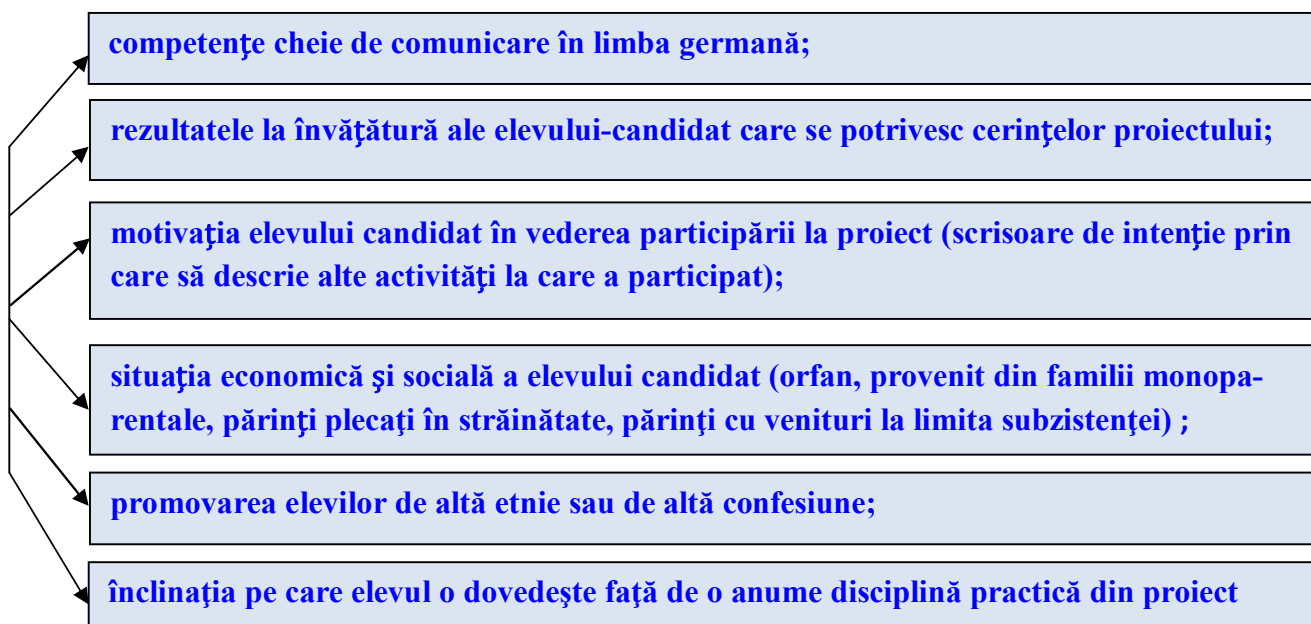 competenţe cheie de comunicare în limba germană;
rezultatele la învăţătură ale elevului-candidat care se potrivesc cerinţelor proiectului;
motivaţia elevului candidat în vederea participării la proiect (scrisoare de intenţie prin
care să descrie alte activităţi la care a participat);
situaţia economică şi socială a elevului candidat (orfan, provenit din familii monopa-
rentale, părinţi plecaţi în străinătate, părinţi cu venituri la limita subzistenţei) ;
promovarea elevilor de altă etnie sau de altă confesiune;
înclinaţia pe care elevul o dovedeşte faţă de o anume disciplină practică din proiect